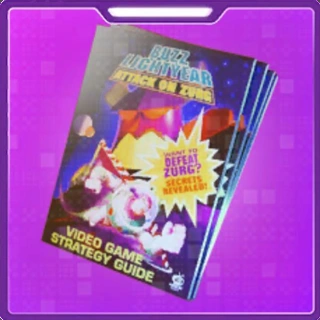 BUZZ
LIGHTYEAR
ATTACK ON ZURG
WANT TO
DEFEAT
ZURG?
SECRETS
REVEALED!
VIDEO GAME
STRATEGY GUIDE